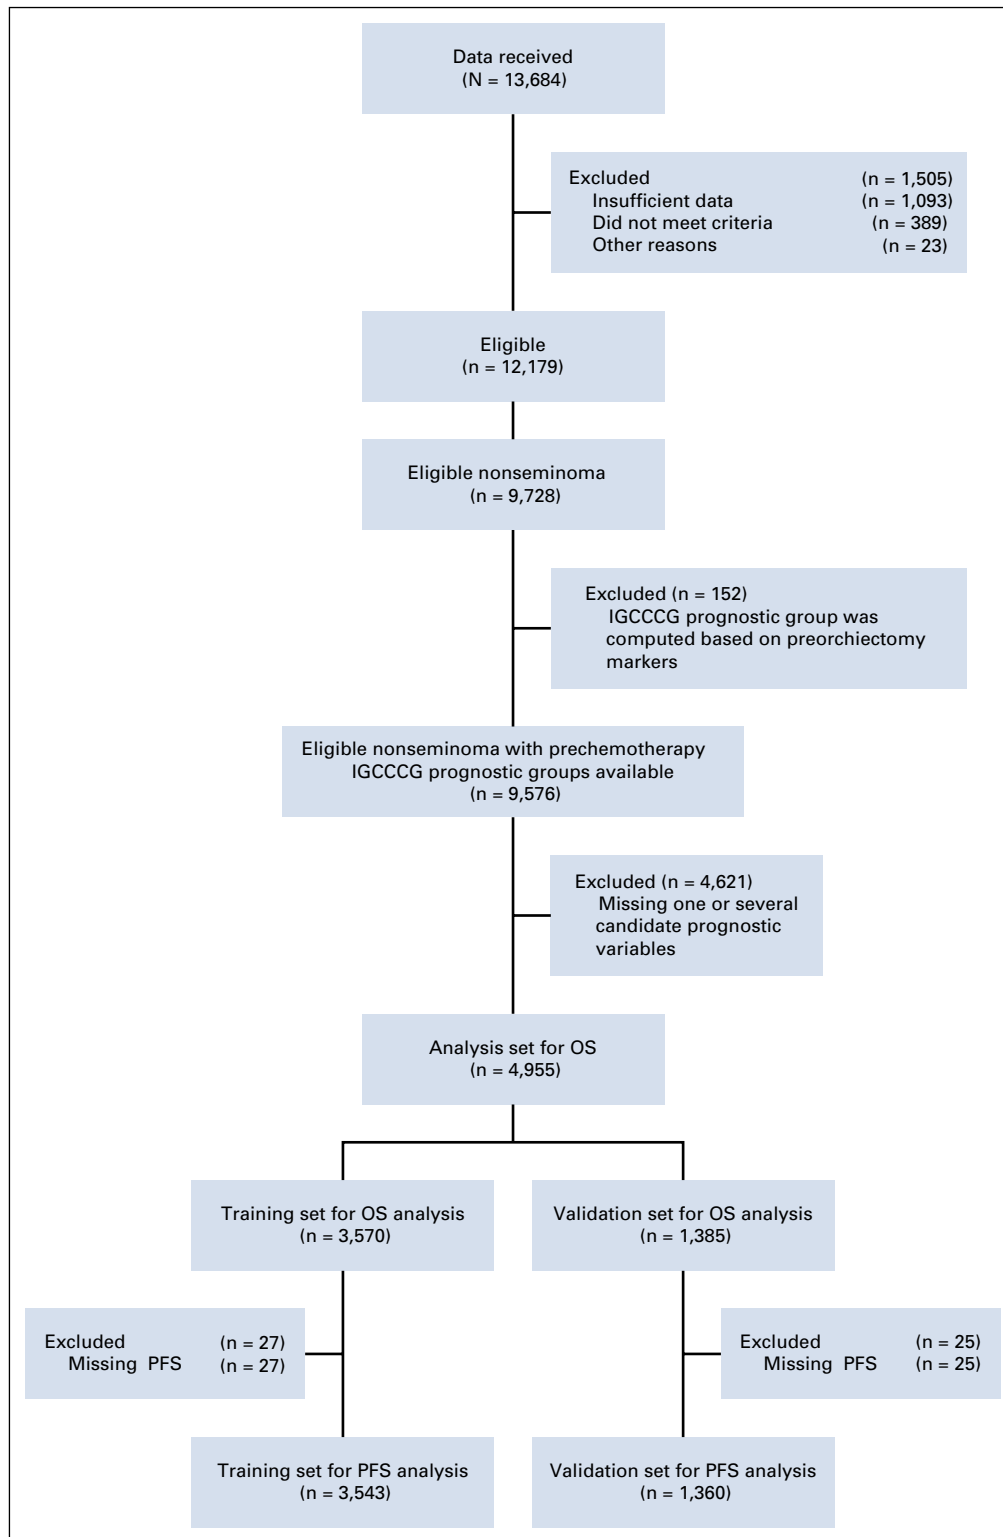 Data received
(N = 13,684)
Excluded (n = 1,505)
Insufficient data (n = 1,093)
Did not meet criteria (n = 389)
Other reasons (n = 23)
Eligible
(n = 12,179)
Eligible nonseminoma
(n = 9,728)
Excluded (n = 152)
IGCCCG prognostic group was
computed based on preorchiectomy
markers
Eligible nonseminoma with prechemotherapy
IGCCCG prognostic groups available
(n = 9,576)
Excluded (n = 4,621)
Missing one or several
candidate prognostic
variables
Analysis set for OS
(n = 4,955)
Training set for OS analysis
(n = 3,570)
Validation set for OS analysis
(n = 1,385)
Excluded (n = 27)
Missing PFS (n = 27)
Excluded (n = 25)
Missing PFS (n = 25)
Training set for PFS analysis
(n = 3,543)
Validation set for PFS analysis
(n = 1,360)